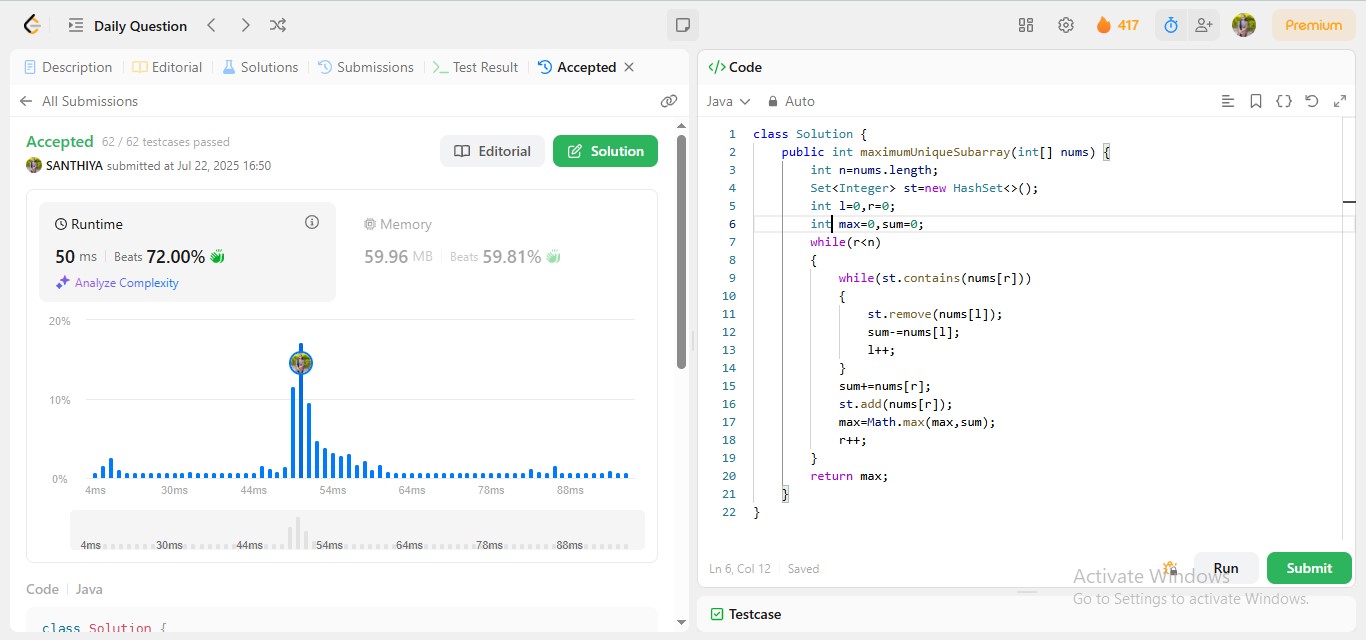 Daily Question
417
Premium
Description
Editorial
Solutions
Submissions
Test Result
Accepted
All Submissions
Accepted 62 / 62 testcases passed
SANTHIYA submitted at Jul 22, 2025 16:50
Editorial
Solution
Runtime
50 ms Beats 72.00%
Analyze Complexity
Memory
59.96 MB Beats 59.81%
20%
10%
0%
4ms 30ms 44ms 54ms 64ms 78ms 88ms
4ms 30ms 44ms 54ms 64ms 78ms 88ms
Code Java
class Solution {
</> Code
Java Auto
1 class Solution {
2 public int maximumUniqueSubarray(int[] nums) {
3 int n=nums.length;
4 Set<Integer> st=new HashSet<>();
5 int l=0,r=0;
6 int max=0,sum=0;
7 while(r<n)
8 {
9 while(st.contains(nums[r]))
10 {
11 st.remove(nums[l]);
12 sum-=nums[l];
13 l++;
14 }
15 sum+=nums[r];
16 st.add(nums[r]);
17 max=Math.max(max,sum);
18 r++;
19 }
20 return max;
21 }
22 }
Ln 6, Col 12 Saved
Run
Submit
Activate Windows
Go to Settings to activate Windows.
Testcase